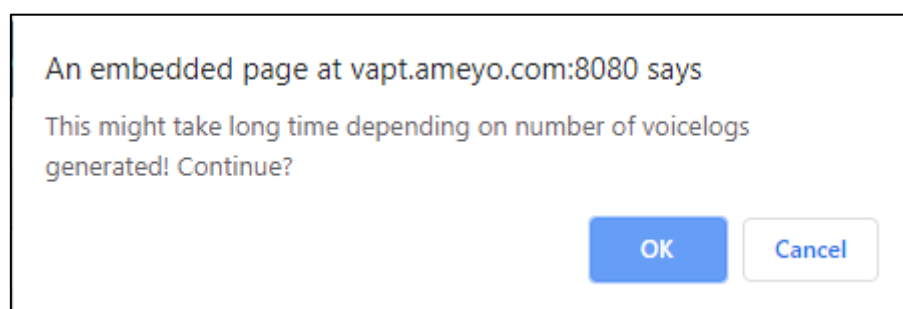 An embedded page at vapt.ameyo.com:8080 says
This might take long time depending on number of voicelogs
generated! Continue?
OK Cancel